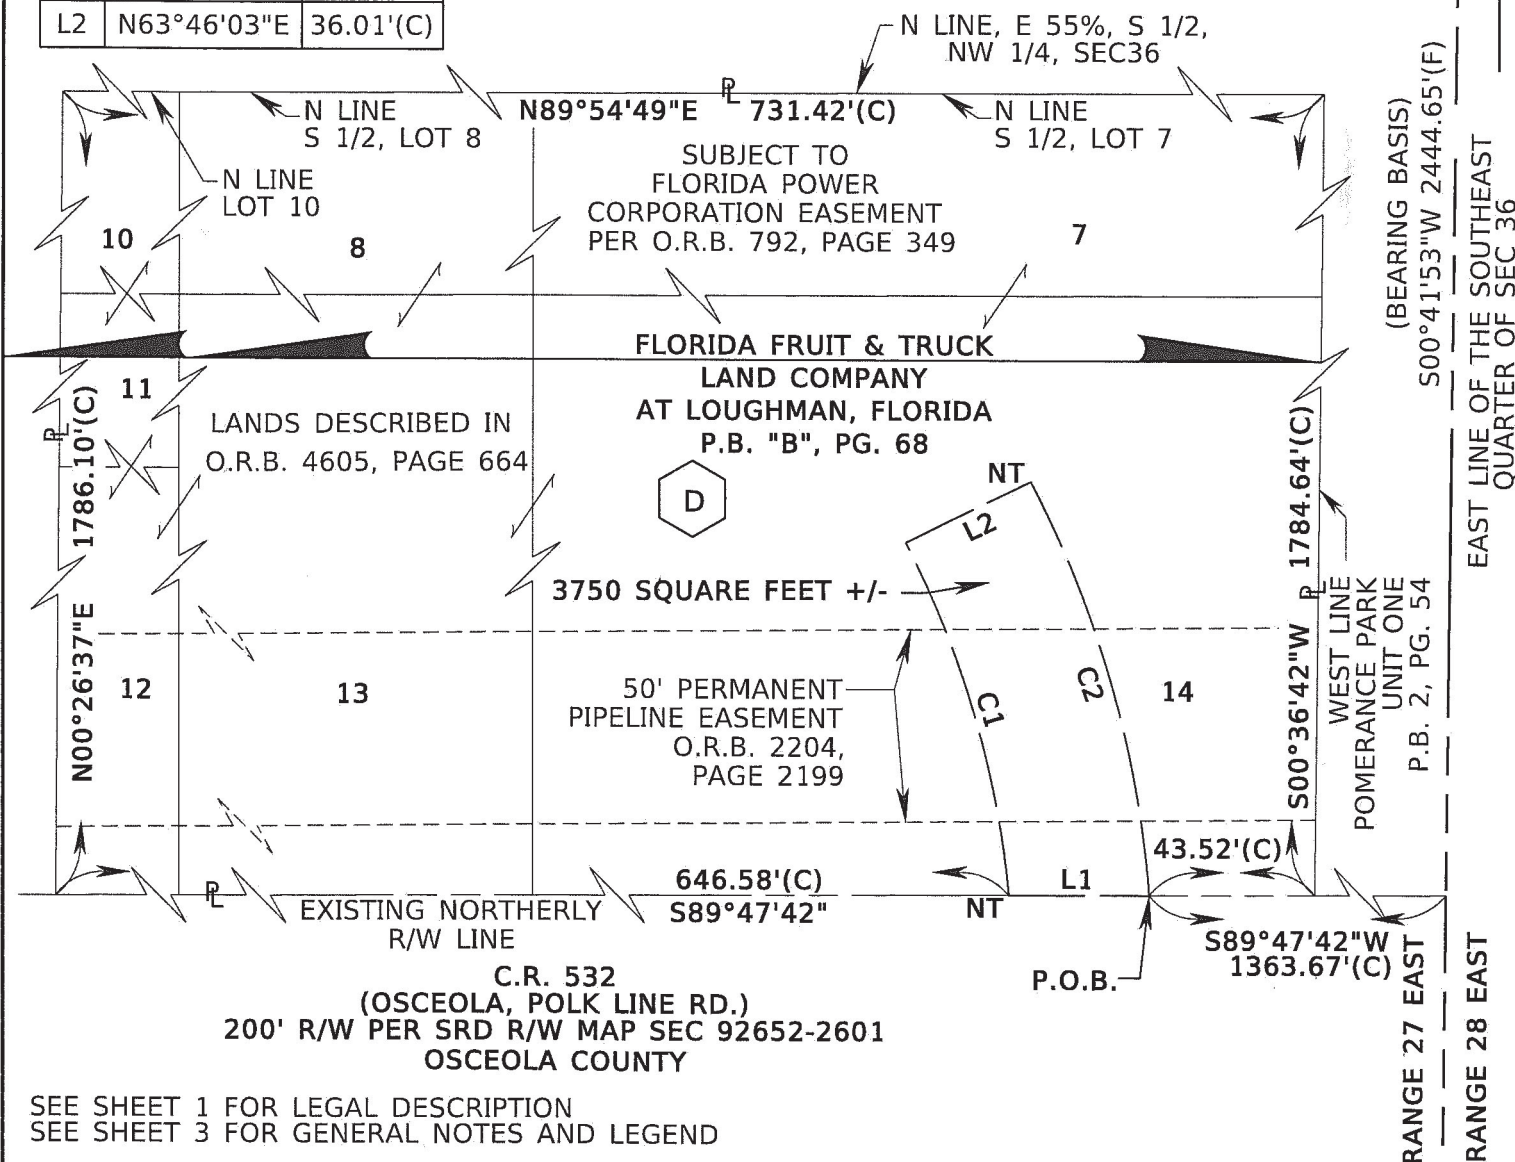 L2 N63°46'03"E 36.01'(C)
N LINE, E 55%, S 1/2,
NW 1/4, SEC36
N LINE
S 1/2, LOT 8
N89°54'49"E PL 731.42'(C)
N LINE
S 1/2, LOT 7
N LINE
LOT 10
SUBJECT TO
FLORIDA POWER
CORPORATION EASEMENT
PER O.R.B. 792, PAGE 349
10
8
7
(BEARING BASIS)
S00°41'53"W 2444.65'(F)
EAST LINE OF THE SOUTHEAST
QUARTER OF SEC 36
FLORIDA FRUIT & TRUCK
LAND COMPANY
AT LOUGHMAN, FLORIDA
P.B. "B", PG. 68
11
LANDS DESCRIBED IN
O.R.B. 4605, PAGE 664
N00°26'37"E PL 1786.10'(C)
D
NT
L2
3750 SQUARE FEET +/-
S00°36'42"W PL 1784.64'(C)
WEST LINE
POMERANCE PARK
UNIT ONE
P.B. 2, PG. 54
12
13
50' PERMANENT
PIPELINE EASEMENT
O.R.B. 2204,
PAGE 2199
C1
C2
14
43.52'(C)
646.58'(C)
L1
PL
S89°47'42"
NT
EXISTING NORTHERLY
R/W LINE
S89°47'42"W
1363.67'(C)
P.O.B.
C.R. 532
(OSCEOLA, POLK LINE RD.)
200' R/W PER SRD R/W MAP SEC 92652-2601
OSCEOLA COUNTY
RANGE 27 EAST
RANGE 28 EAST
SEE SHEET 1 FOR LEGAL DESCRIPTION
SEE SHEET 3 FOR GENERAL NOTES AND LEGEND